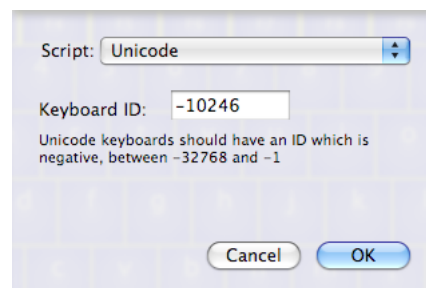 Script: Unicode
Keyboard ID: -10246
Unicode keyboards should have an ID which is
negative, between -32768 and -1
Cancel OK